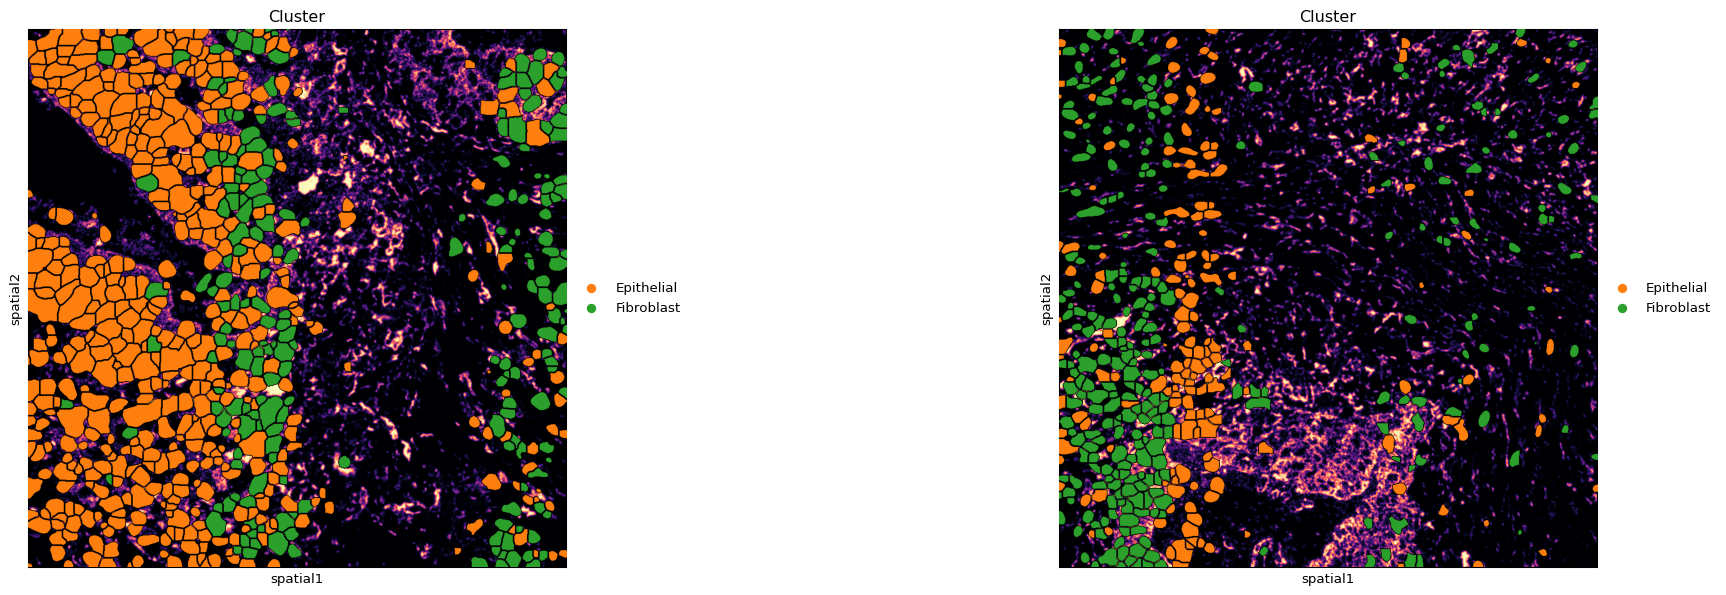 Cluster
spatial2
spatial1
Epithelial
Fibroblast
Cluster
spatial2
spatial1
Epithelial
Fibroblast